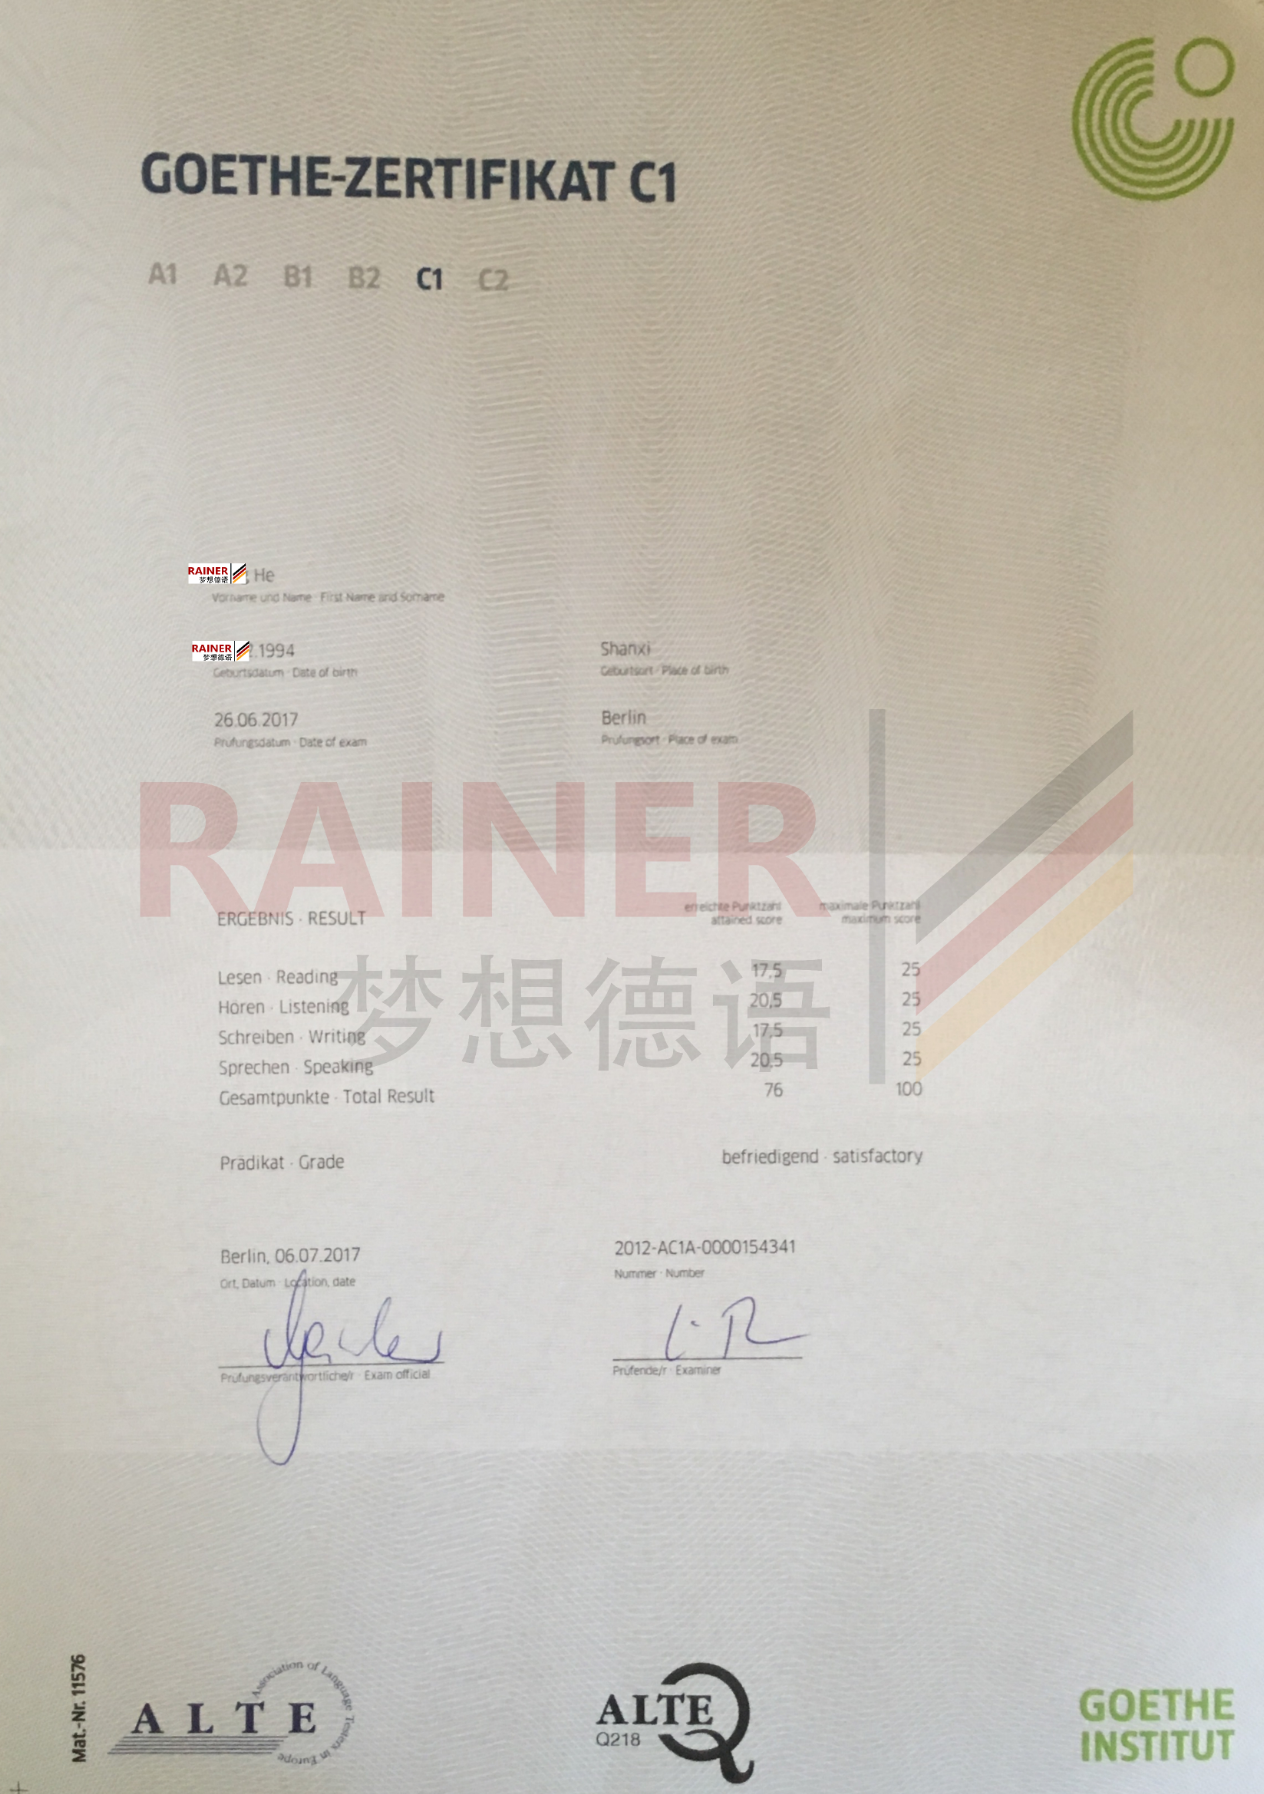 GOETHE-ZERTIFIKAT C1
A1 A2 B1 B2 C1 C2
RAINER 梦想德语 , He
Vorname und Name · First Name and Sorname
RAINER 梦想德语 .1994
Geburtsdatum · Date of birth
Shanxi
Geburtsort · Place of birth
26.06.2017
Prüfungsdatum · Date of exam
Berlin
Prüfungsort · Place of exam
RAINER
梦想德语
ERGEBNIS · RESULT
erreichte Punktzahl
attained score
maximale Punktzahl
maximum score
Lesen · Reading 17,5 25
Hören · Listening 20,5 25
Schreiben · Writing 17,5 25
Sprechen · Speaking 20,5 25
Gesamtpunkte · Total Result 76 100
Prädikat · Grade befriedigend · satisfactory
Berlin, 06.07.2017
Ort, Datum · Location, date
2012-AC1A-0000154341
Nummer · Number
Prüfungsverantwortliche/r · Exam official
Prüfende/r · Examiner
Mat.-Nr. 11576
ALTE
Association of Language Testers in Europe
ALTE
Q218
GOETHE
INSTITUT